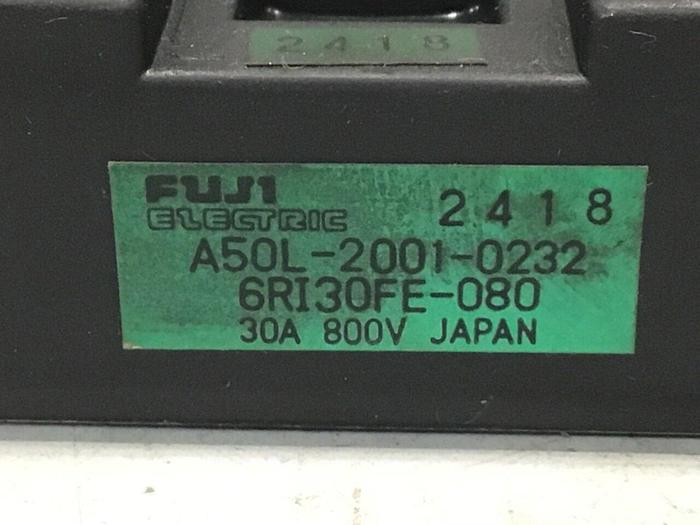 2418
FUJI 2418
ELECTRIC
A50L-2001-0232
6RI30FE-080
30A 800V JAPAN